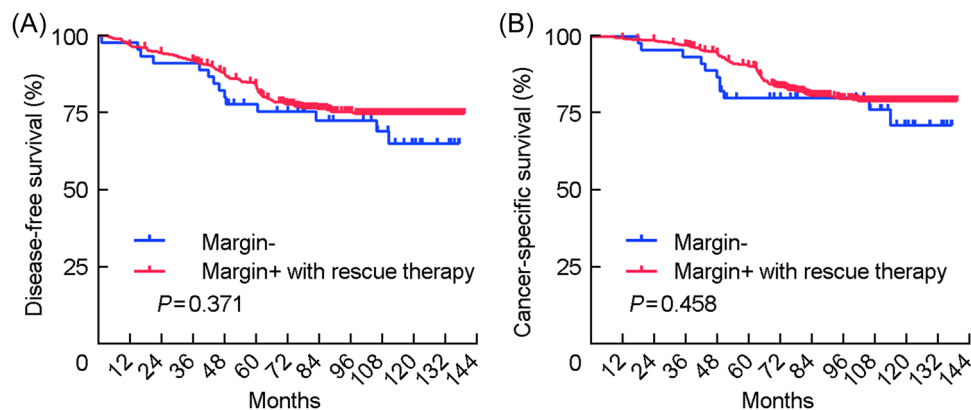 (A)
Disease-free survival (%)
100
75
50
25
0
Margin-
Margin+ with rescue therapy
P=0.371
12 24 36 48 60 72 84 96 108 120 132 144
Months
(B)
Cancer-specific survival (%)
100
75
50
25
0
Margin-
Margin+ with rescue therapy
P=0.458
12 24 36 48 60 72 84 96 108 120 132 144
Months